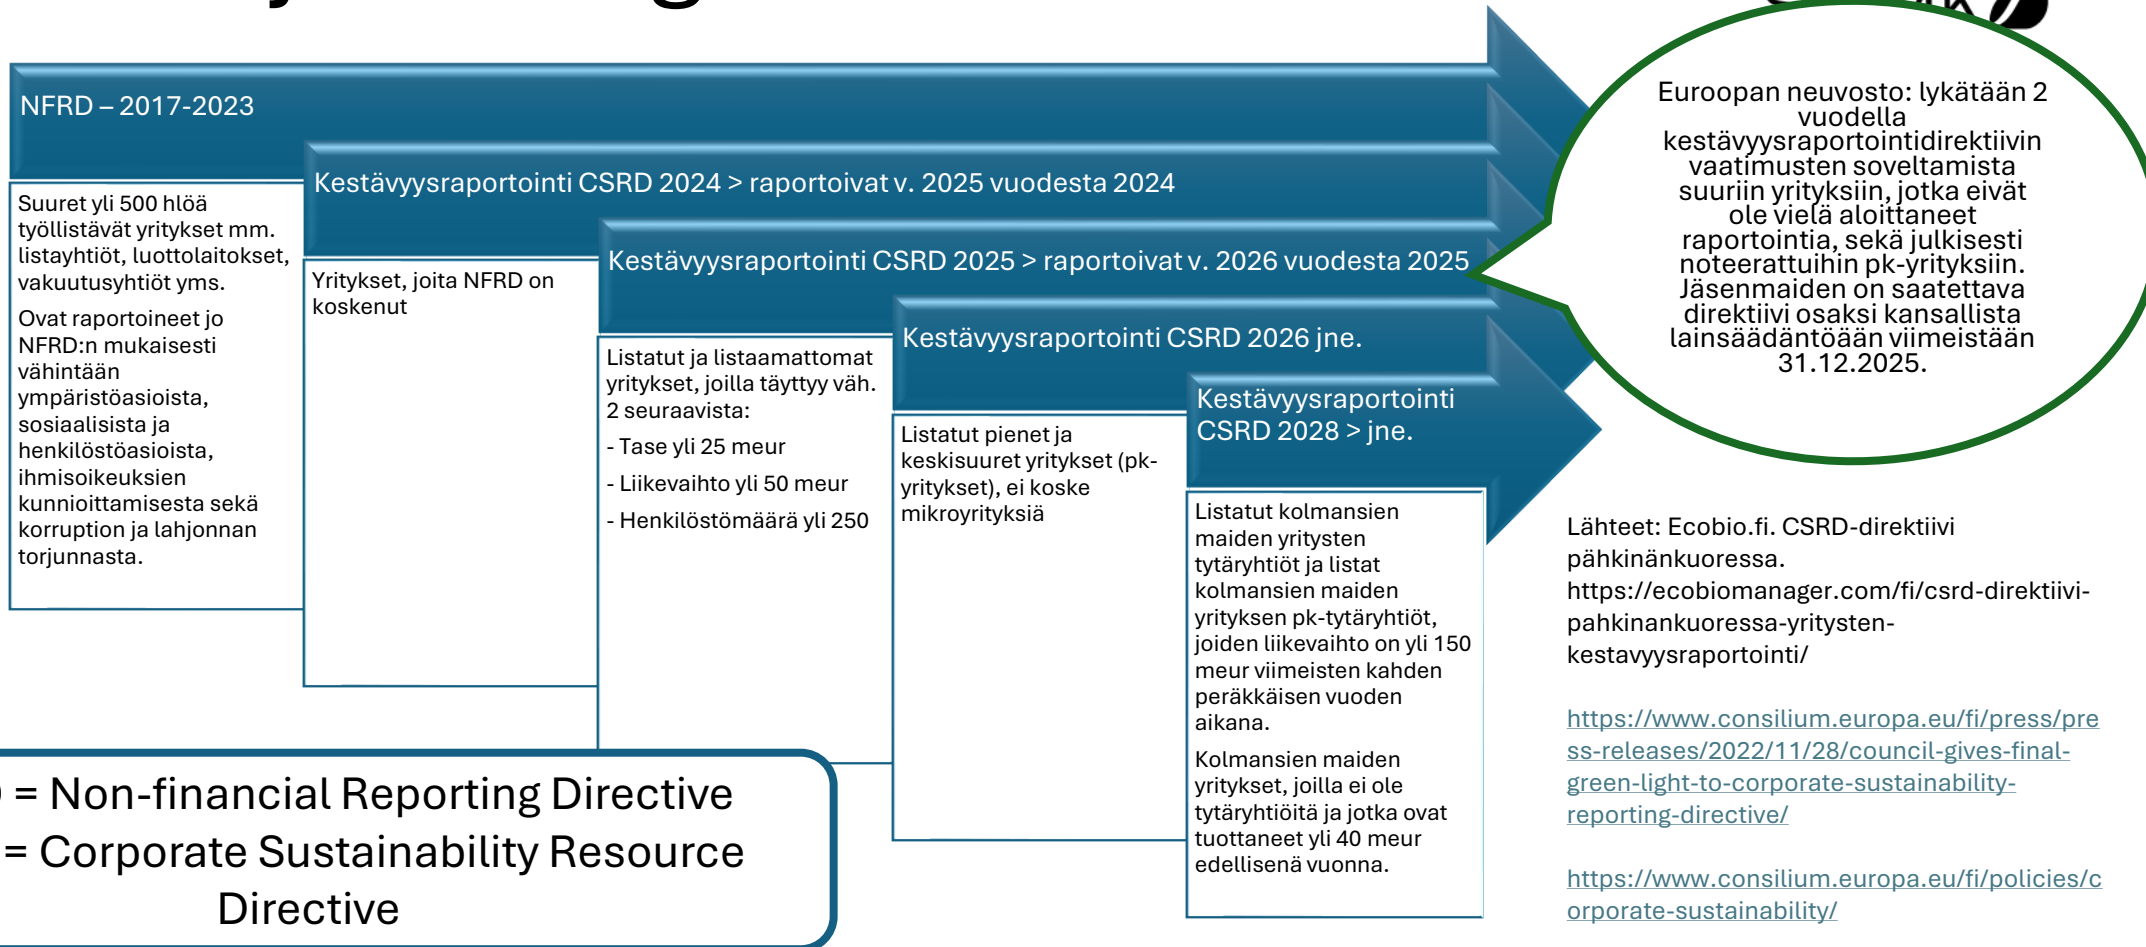 NFRD – 2017-2023
Suuret yli 500 hlöä
työllistävät yritykset mm.
listayhtiöt, luottolaitokset,
vakuutusyhtiöt yms.
Ovat raportoineet jo
NFRD:n mukaisesti
vähintään
ympäristöasioista,
sosiaalisista ja
henkilöstöasioista,
ihmisoikeuksien
kunnioittamisesta sekä
korruption ja lahjonnan
torjunnasta.
Kestävyysraportointi CSRD 2024 > raportoivat v. 2025 vuodesta 2024
Yritykset, joita NFRD on
koskenut
Kestävyysraportointi CSRD 2025 > raportoivat v. 2026 vuodesta 2025
Listatut ja listaamattomat
yritykset, joilla täyttyy väh.
2 seuraavista:
- Tase yli 25 meur
- Liikevaihto yli 50 meur
- Henkilöstömäärä yli 250
Kestävyysraportointi CSRD 2026 jne.
Listatut pienet ja
keskisuuret yritykset (pk-
yritykset), ei koske
mikroyrityksiä
Kestävyysraportointi
CSRD 2028 > jne.
Listatut kolmansien
maiden yritysten
tytäryhtiöt ja listat
kolmansien maiden
yrityksen pk-tytäryhtiöt,
joiden liikevaihto on yli 150
meur viimeisten kahden
peräkkäisen vuoden
aikana.
Kolmansien maiden
yritykset, joilla ei ole
tytäryhtiöitä ja jotka ovat
tuottaneet yli 40 meur
edellisenä vuonna.
Euroopan neuvosto: lykätään 2
vuodella
kestävyysraportointidirektiivin
vaatimusten soveltamista
suuriin yrityksiin, jotka eivät
ole vielä aloittaneet
raportointia, sekä julkisesti
noteerattuihin pk-yrityksiin.
Jäsenmaiden on saatettava
direktiivi osaksi kansallista
lainsäädäntöään viimeistään
31.12.2025.
Lähteet: Ecobio.fi. CSRD-direktiivi
pähkinänkuoressa.
https://ecobiomanager.com/fi/csrd-direktiivi-
pahkinankuoressa-yritysten-
kestavyysraportointi/
https://www.consilium.europa.eu/fi/press/pre
ss-releases/2022/11/28/council-gives-final-
green-light-to-corporate-sustainability-
reporting-directive/
https://www.consilium.europa.eu/fi/policies/c
orporate-sustainability/
= Non-financial Reporting Directive
= Corporate Sustainability Resource
Directive